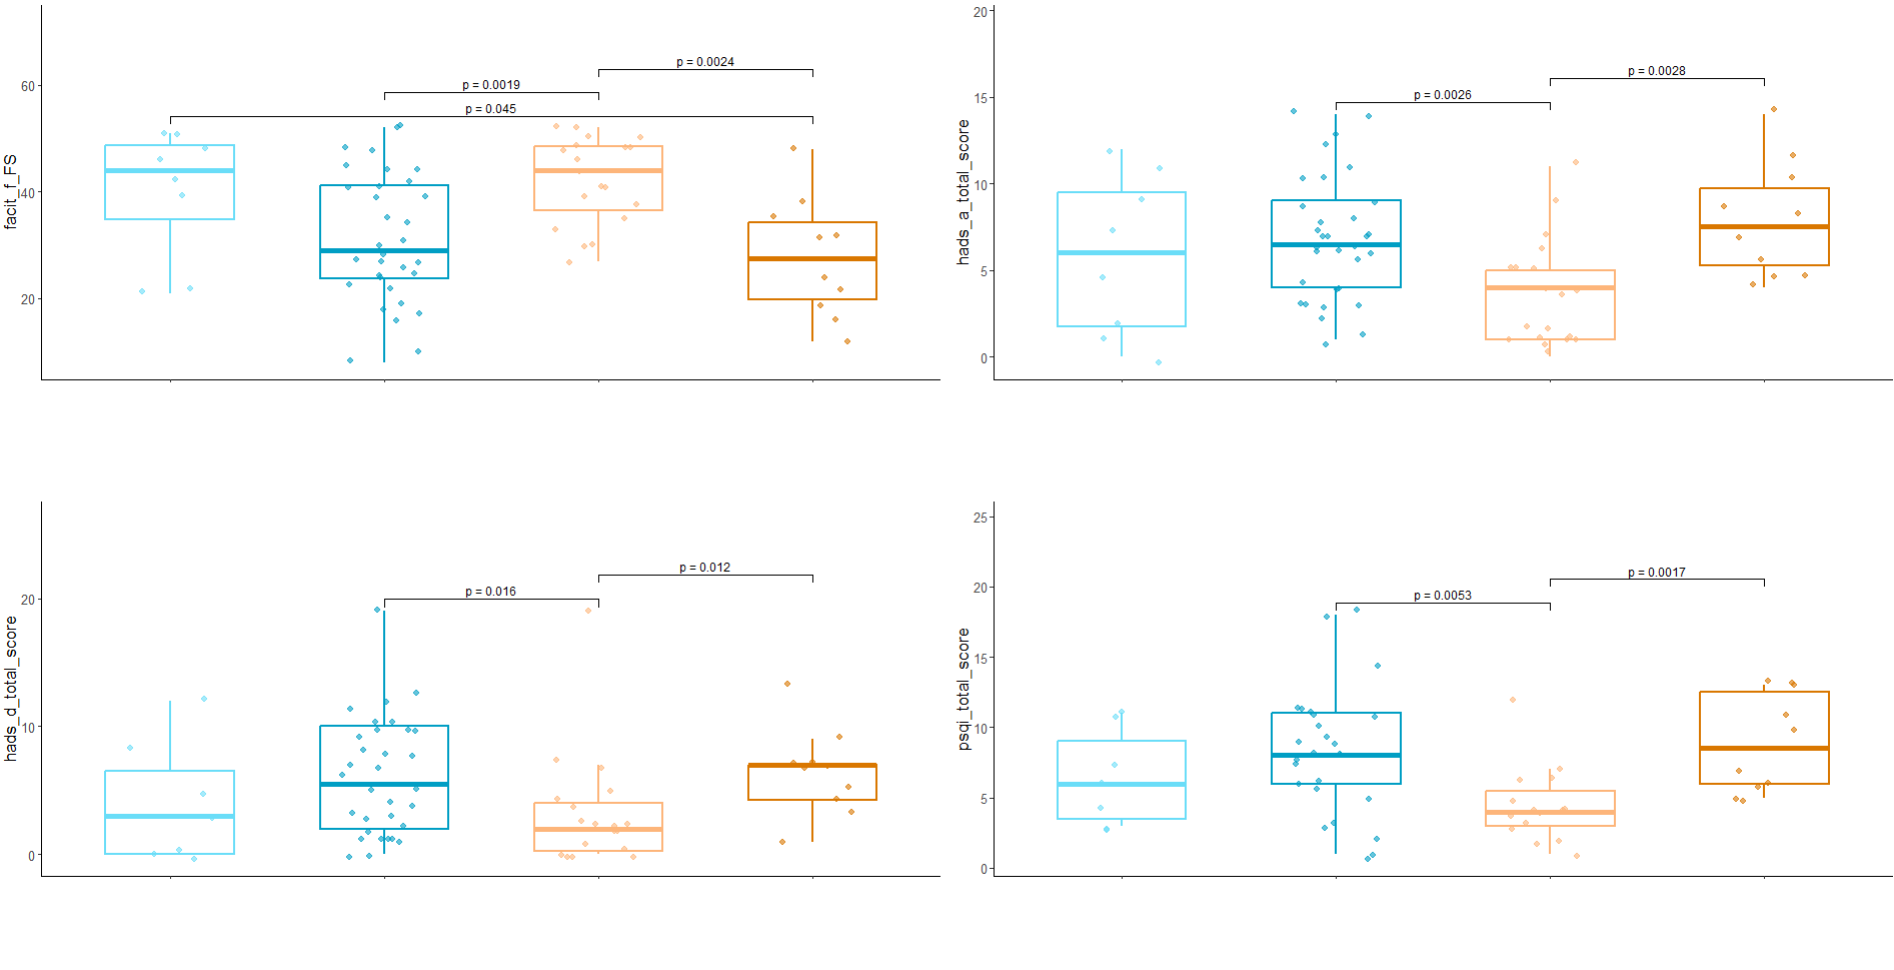 facit_f_FS
60
40
20
p = 0.0024
p = 0.0019
p = 0.045
hads_a_total_score
20
15
10
5
0
p = 0.0028
p = 0.0026
hads_d_total_score
20
10
0
p = 0.012
p = 0.016
psqi_total_score
25
20
15
10
5
0
p = 0.0017
p = 0.0053